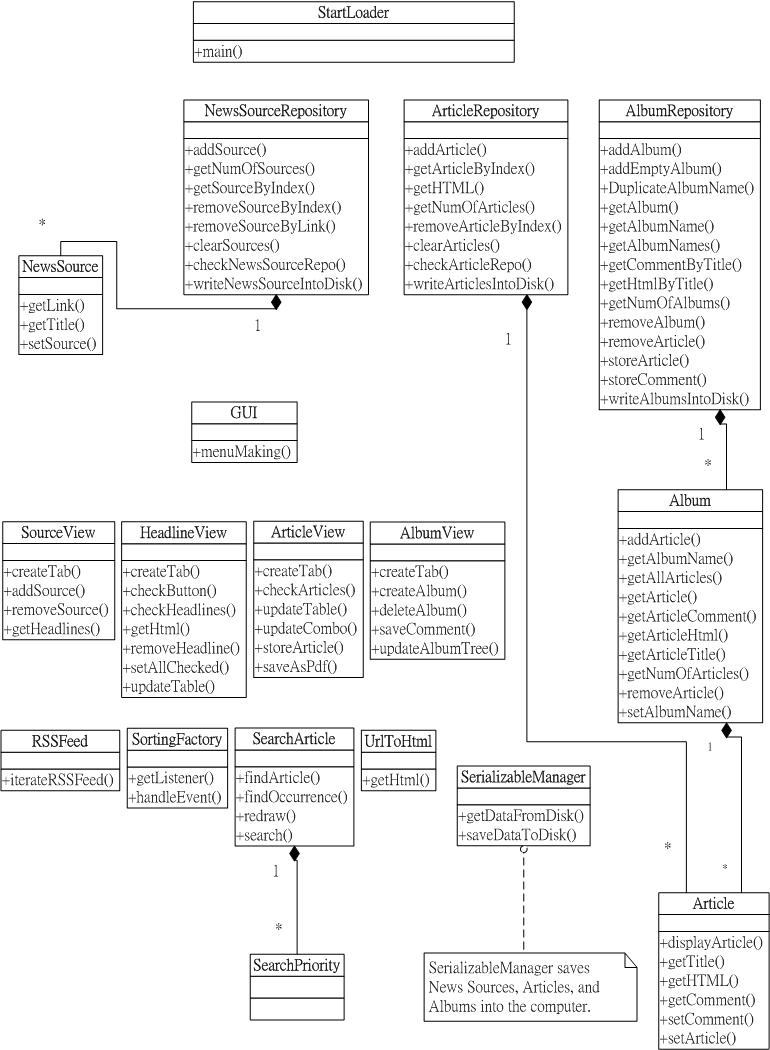 StartLoader
+main()
NewsSourceRepository
+addSource()
+getNumOfSources()
+getSourceByIndex()
+removeSourceByIndex()
+removeSourceByLink()
+clearSources()
+checkNewsSourceRepo()
+writeNewsSourceIntoDisk()
ArticleRepository
+addArticle()
+getArticleByIndex()
+getHTML()
+getNumOfArticles()
+removeArticleByIndex()
+clearArticles()
+checkArticleRepo()
+writeArticlesIntoDisk()
AlbumRepository
+addAlbum()
+addEmptyAlbum()
+DuplicateAlbumName()
+getAlbum()
+getAlbumName()
+getAlbumNames()
+getCommentByTitle()
+getHtmlByTitle()
+getNumOfAlbums()
+removeAlbum()
+removeArticle()
+storeArticle()
+storeComment()
+writeAlbumsIntoDisk()
*
NewsSource
+getLink()
+getTitle()
+setSource()
1
1
1
*
GUI
+menuMaking()
Album
+addArticle()
+getAlbumName()
+getAllArticles()
+getArticle()
+getArticleComment()
+getArticleHtml()
+getArticleTitle()
+getNumOfArticles()
+removeArticle()
+setAlbumName()
1
SourceView
+createTab()
+addSource()
+removeSource()
+getHeadlines()
HeadlineView
+createTab()
+checkButton()
+checkHeadlines()
+getHtml()
+removeHeadline()
+setAllChecked()
+updateTable()
ArticleView
+createTab()
+checkArticles()
+updateTable()
+updateCombo()
+storeArticle()
+saveAsPdf()
AlbumView
+createTab()
+createAlbum()
+deleteAlbum()
+saveComment()
+updateAlbumTree()
RSSFeed
+iterateRSSFeed()
SortingFactory
+getListener()
+handleEvent()
SearchArticle
+findArticle()
+findOccurrence()
+redraw()
+search()
UrlToHtml
+getHtml()
SerializableManager
+getDataFromDisk()
+saveDataToDisk()
1
*
*
*
SearchPriority
SerializableManager saves
News Sources, Articles, and
Albums into the computer.
Article
+displayArticle()
+getTitle()
+getHTML()
+getComment()
+setComment()
+setArticle()